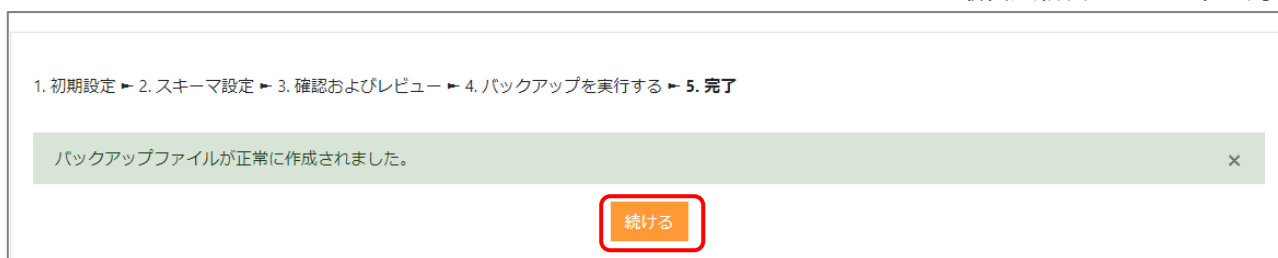 1. 初期設定 ► 2. スキーマ設定 ► 3. 確認およびレビュー ► 4. バックアップを実行する ► 5. 完了
バックアップファイルが正常に作成されました。 ×
続ける